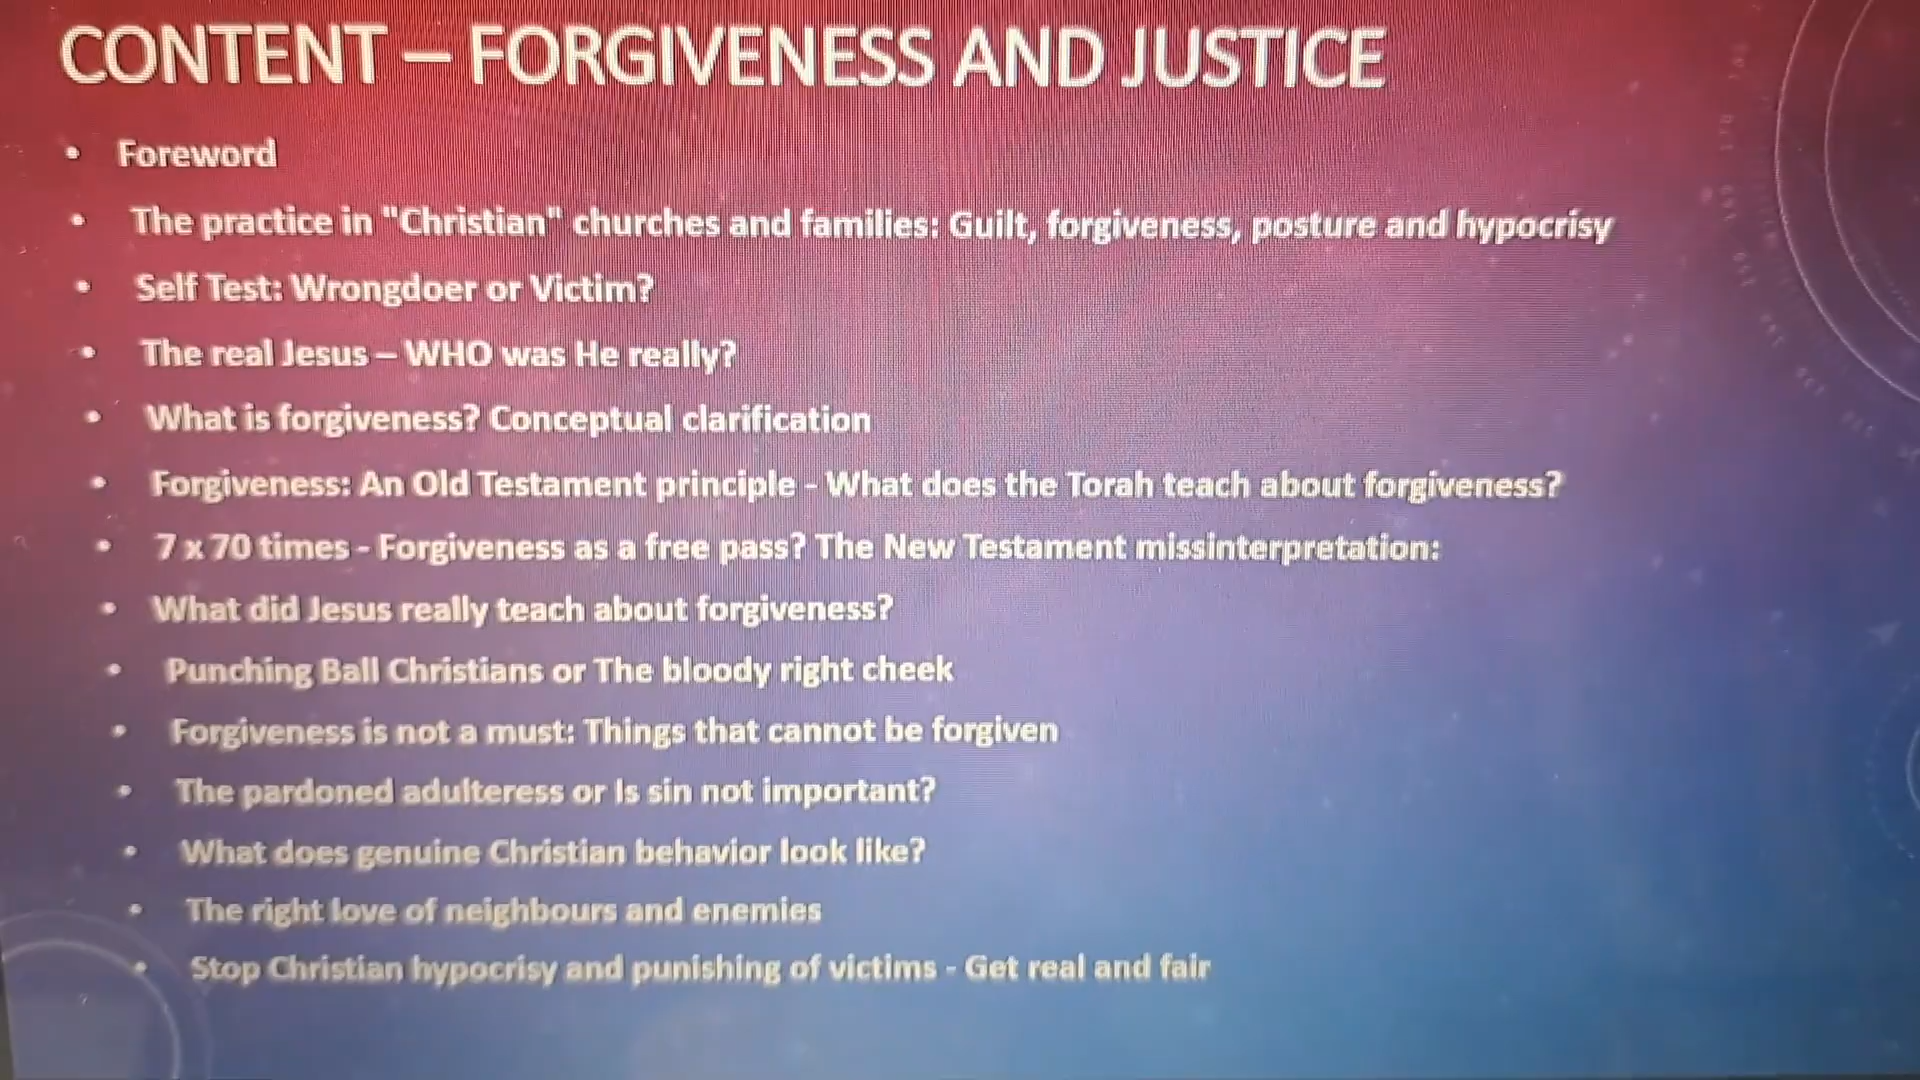 CONTENT – FORGIVENESS AND JUSTICE
• Foreword
• The practice in "Christian" churches and families: Guilt, forgiveness, posture and hypocrisy
• Self Test: Wrongdoer or Victim?
• The real Jesus – WHO was He really?
• What is forgiveness? Conceptual clarification
• Forgiveness: An Old Testament principle - What does the Torah teach about forgiveness?
• 7 x 70 times - Forgiveness as a free pass? The New Testament missinterpretation:
• What did Jesus really teach about forgiveness?
• Punching Ball Christians or The bloody right cheek
• Forgiveness is not a must: Things that cannot be forgiven
• The pardoned adulteress or Is sin not important?
• What does genuine Christian behavior look like?
• The right love of neighbours and enemies
• Stop Christian hypocrisy and punishing of victims - Get real and fair